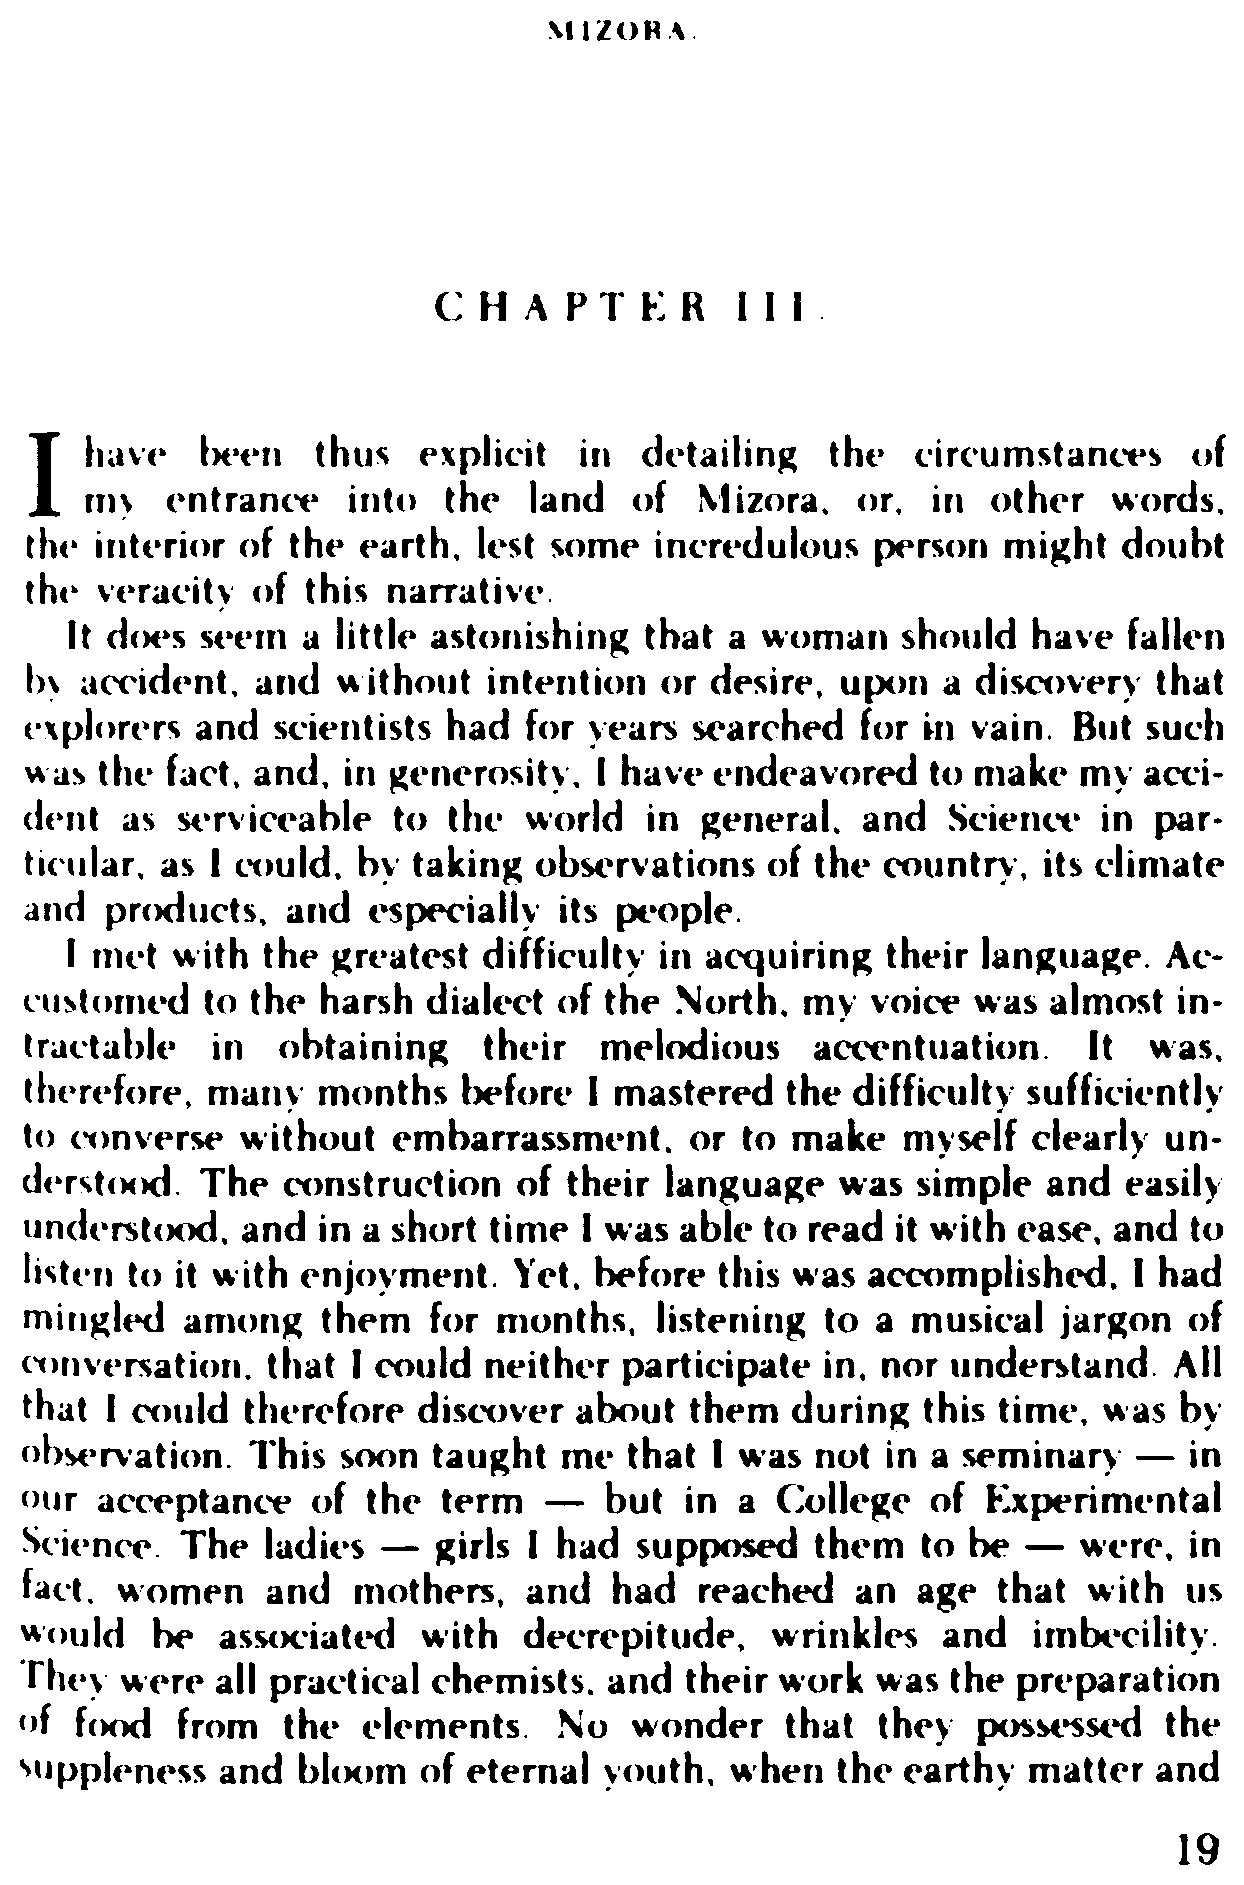 MIZORA.
CHAPTER III.
I have been thus explicit in detailing the circumstances of
my entrance into the land of Mizora, or, in other words,
the interior of the earth, lest some incredulous person might doubt
the veracity of this narrative.
It does seem a little astonishing that a woman should have fallen
by accident, and without intention or desire, upon a discovery that
explorers and scientists had for years searched for in vain. But such
was the fact, and, in generosity, I have endeavored to make my acci-
dent as serviceable to the world in general, and Science in par-
ticular, as I could, by taking observations of the country, its climate
and products, and especially its people.
I met with the greatest difficulty in acquiring their language. Ac-
customed to the harsh dialect of the North, my voice was almost in-
tractable in obtaining their melodious accentuation. It was,
therefore, many months before I mastered the difficulty sufficiently
to converse without embarrassment, or to make myself clearly un-
derstood. The construction of their language was simple and easily
understood, and in a short time I was able to read it with ease, and to
listen to it with enjoyment. Yet, before this was accomplished, I had
mingled among them for months, listening to a musical jargon of
conversation, that I could neither participate in, nor understand. All
that I could therefore discover about them during this time, was by
observation. This soon taught me that I was not in a seminary — in
our acceptance of the term — but in a College of Experimental
Science. The ladies — girls I had supposed them to be — were, in
fact, women and mothers, and had reached an age that with us
would be associated with decrepitude, wrinkles and imbecility.
They were all practical chemists, and their work was the preparation
of food from the elements. No wonder that they possessed the
suppleness and bloom of eternal youth, when the earthy matter and
19